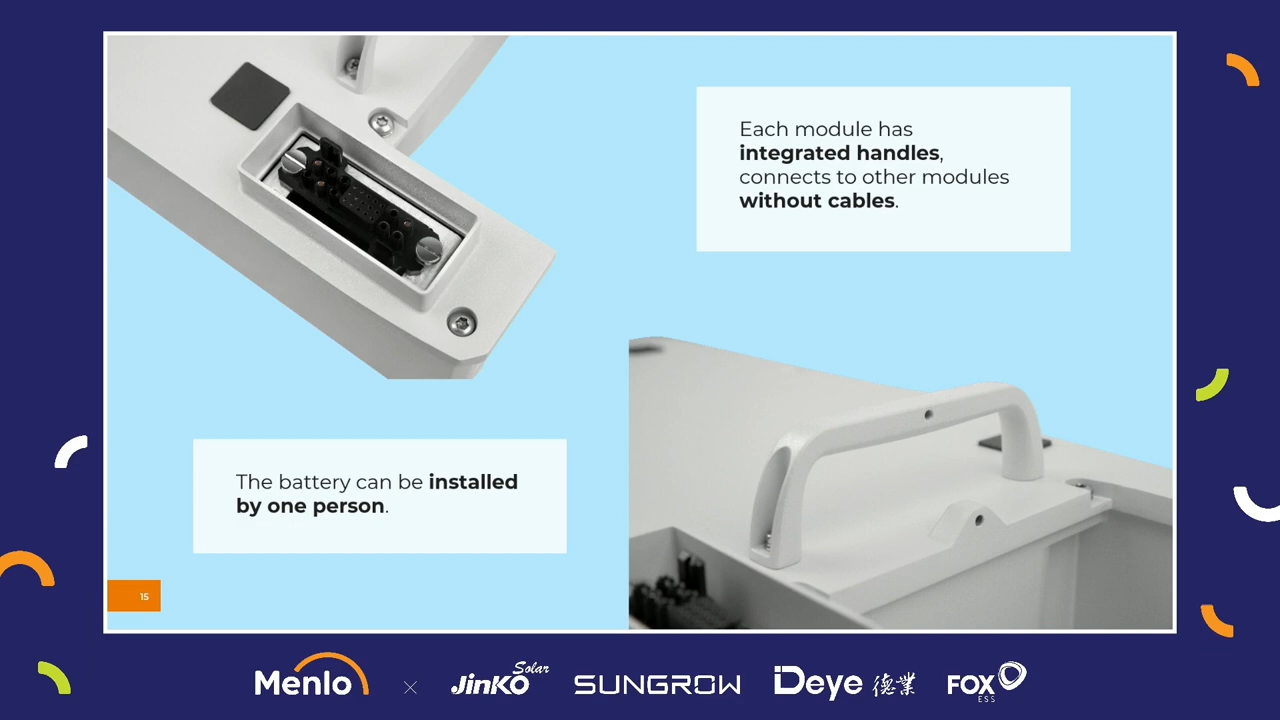 Each module has
integrated handles,
connects to other modules
without cables.
The battery can be installed
by one person.
15
Menlo × JinKO Solar SUNGROW Deye 德業 FOX ESS